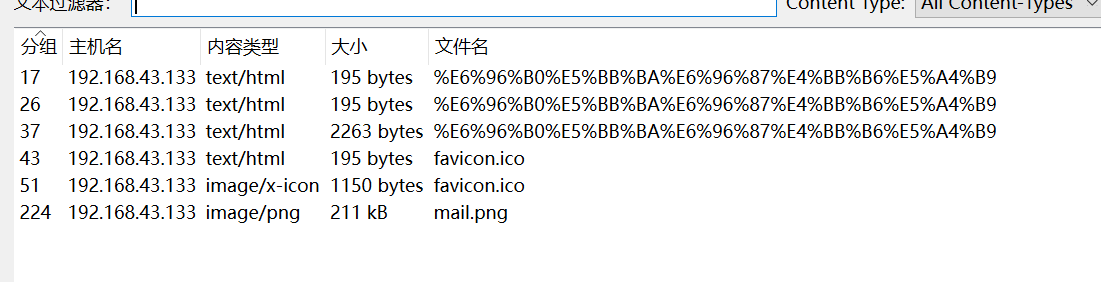 文本过滤器： Content Type: All Content-Types
分组 主机名 内容类型 大小 文件名
17 192.168.43.133 text/html 195 bytes %E6%96%B0%E5%BB%BA%E6%96%87%E4%BB%B6%E5%A4%B9
26 192.168.43.133 text/html 195 bytes %E6%96%B0%E5%BB%BA%E6%96%87%E4%BB%B6%E5%A4%B9
37 192.168.43.133 text/html 2263 bytes %E6%96%B0%E5%BB%BA%E6%96%87%E4%BB%B6%E5%A4%B9
43 192.168.43.133 text/html 195 bytes favicon.ico
51 192.168.43.133 image/x-icon 1150 bytes favicon.ico
224 192.168.43.133 image/png 211 kB mail.png